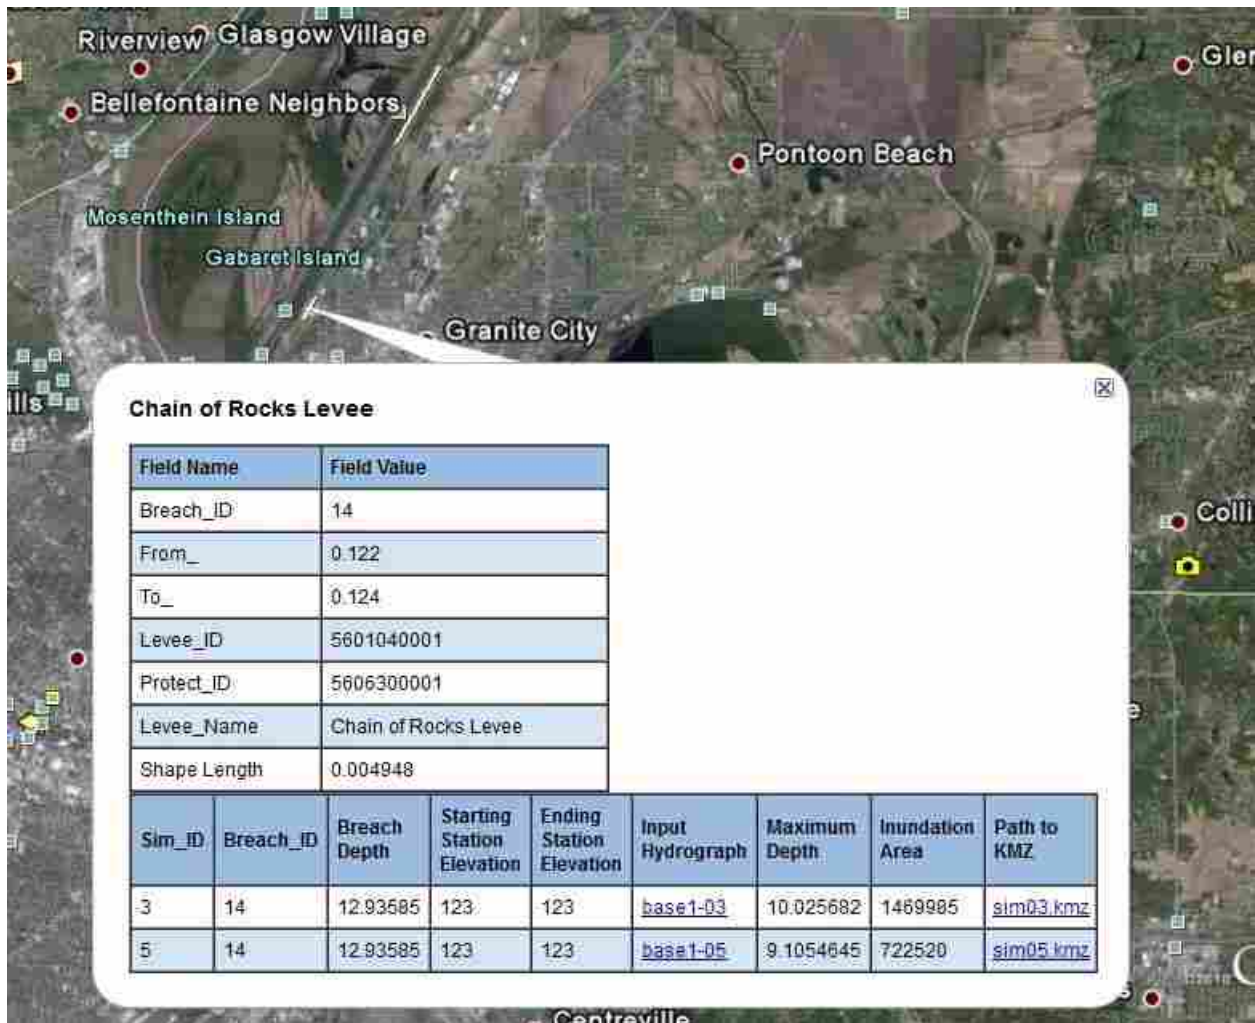 Riverview
Glasgow Village
Bellefontaine Neighbors
Pontoon Beach
Mosenthein Island
Gabaret Island
Granite City
Chain of Rocks Levee
Field Name Field Value
Breach_ID 14
From_ 0.122
To_ 0.124
Levee_ID 5601040001
Protect_ID 5606300001
Levee_Name Chain of Rocks Levee
Shape Length 0.004948
Sim_ID Breach_ID Breach Depth Starting Station Elevation Ending Station Elevation Input Hydrograph Maximum Depth Inundation Area Path to KMZ
3 14 12.93585 123 123 base1-03 10.025682 1469985 sim03.kmz
5 14 12.93585 123 123 base1-05 9.1054645 722520 sim05.kmz
Colli
Glen
lls
Centreville